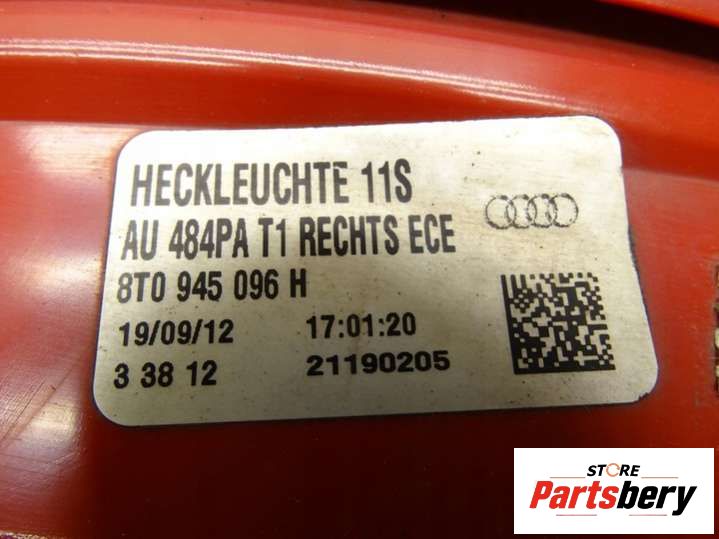 HECKLEUCHTE 11S
AU 484PA T1 RECHTS ECE
8T0 945 096 H
19/09/12 17:01:20
3 38 12 21190205
STORE
Partsbery